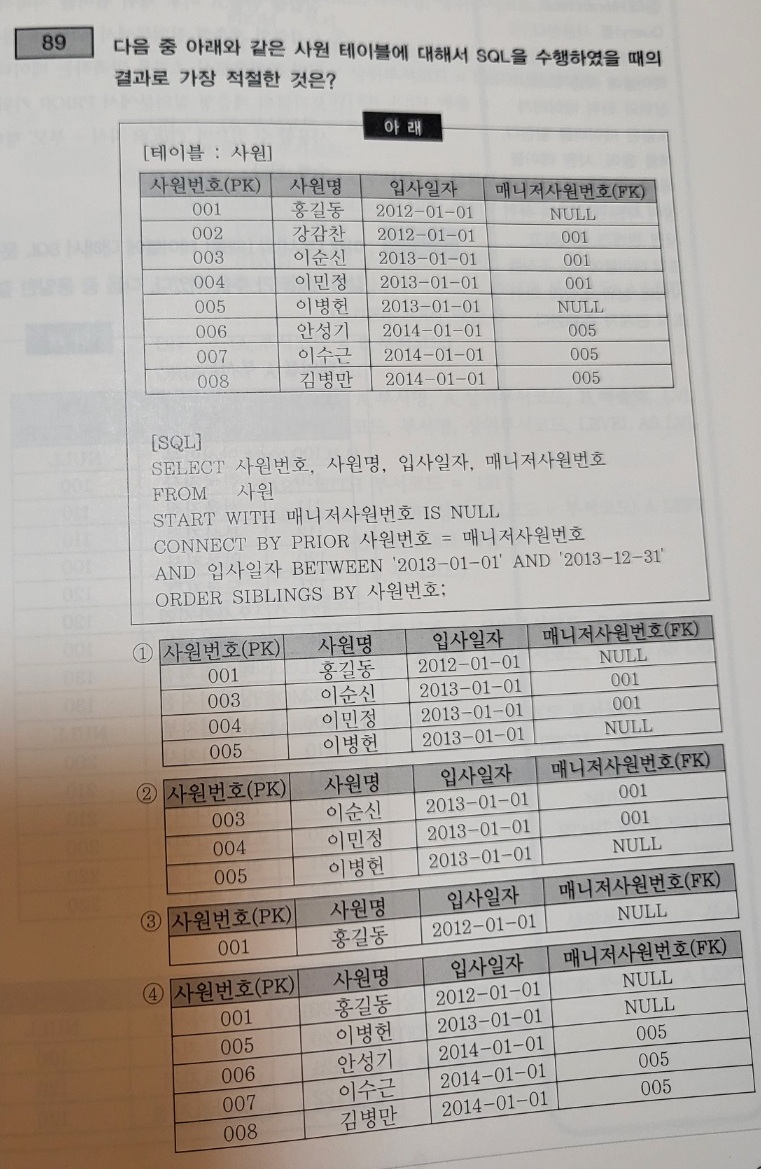 89 다음 중 아래와 같은 사원 테이블에 대해서 SQL을 수행하였을 때의
결과로 가장 적절한 것은?
아 래
[테이블 : 사원]
사원번호(PK) 사원명 입사일자 매니저사원번호(FK)
001 홍길동 2012-01-01 NULL
002 강감찬 2012-01-01 001
003 이순신 2013-01-01 001
004 이민정 2013-01-01 001
005 이병헌 2013-01-01 NULL
006 안성기 2014-01-01 005
007 이수근 2014-01-01 005
008 김병만 2014-01-01 005
[SQL]
SELECT 사원번호, 사원명, 입사일자, 매니저사원번호
FROM 사원
START WITH 매니저사원번호 IS NULL
CONNECT BY PRIOR 사원번호 = 매니저사원번호
AND 입사일자 BETWEEN '2013-01-01' AND '2013-12-31'
ORDER SIBLINGS BY 사원번호;
① 사원번호(PK) 사원명 입사일자 매니저사원번호(FK)
001 홍길동 2012-01-01 NULL
003 이순신 2013-01-01 001
004 이민정 2013-01-01 001
005 이병헌 2013-01-01 NULL
② 사원번호(PK) 사원명 입사일자 매니저사원번호(FK)
003 이순신 2013-01-01 001
004 이민정 2013-01-01 001
005 이병헌 2013-01-01 NULL
③ 사원번호(PK) 사원명 입사일자 매니저사원번호(FK)
001 홍길동 2012-01-01 NULL
④ 사원번호(PK) 사원명 입사일자 매니저사원번호(FK)
001 홍길동 2012-01-01 NULL
005 이병헌 2013-01-01 NULL
006 안성기 2014-01-01 005
007 이수근 2014-01-01 005
008 김병만 2014-01-01 005